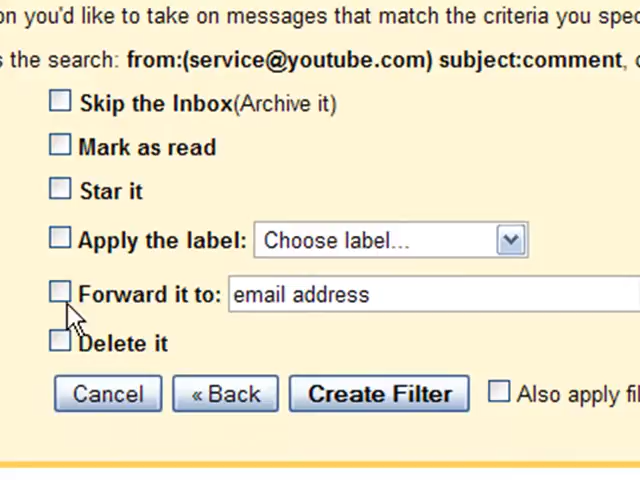 on you'd like to take on messages that match the criteria you spec
s the search: from:(service@youtube.com) subject:comment,
Skip the Inbox(Archive it)
Mark as read
Star it
Apply the label: Choose label...
Forward it to: email address
Delete it
Cancel « Back Create Filter Also apply fil